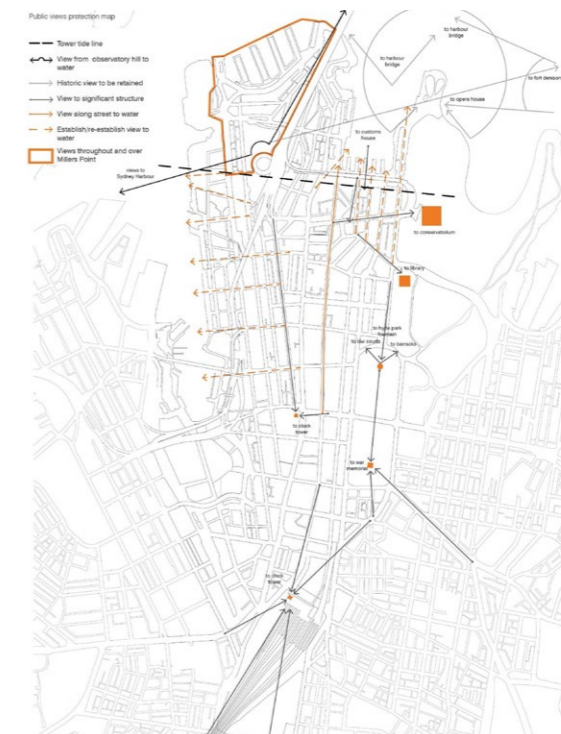 Public views protection map
Tower tide line
View from observatory hill to
water
Historic view to be retained
View to significant structure
View along street to water
Establish/re-establish view to
water
Views throughout and over
Millers Point
to harbour
bridge
to harbour
bridge
to fort denison
to opera house
to customs
house
views to
Sydney Harbour
to conservatorium
to library
to hyde park
fountain
to barracks
to clock
tower
to war
memorial
to clock
tower